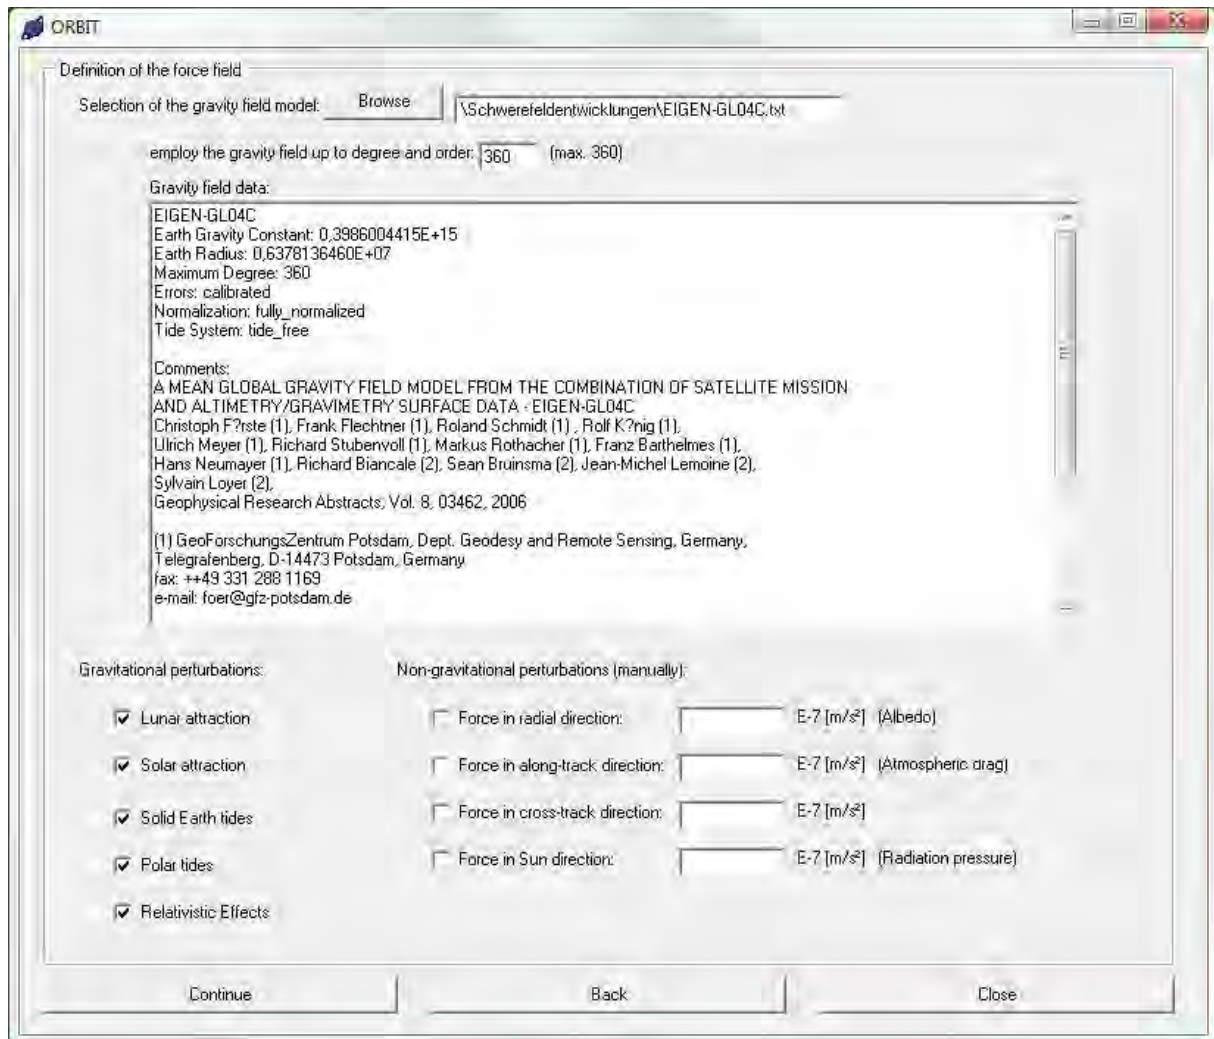 ORBIT
Definition of the force field
Selection of the gravity field model: Browse \Schwerefeldentwicklungen\EIGEN-GL04C.txt
employ the gravity field up to degree and order: 360 (max. 360)
Gravity field data:
EIGEN-GL04C
Earth Gravity Constant: 0,3986004415E+15
Earth Radius: 0,6378136460E+07
Maximum Degree: 360
Errors: calibrated
Normalization: fully_normalized
Tide System: tide_free
Comments:
A MEAN GLOBAL GRAVITY FIELD MODEL FROM THE COMBINATION OF SATELLITE MISSION
AND ALTIMETRY/GRAVIMETRY SURFACE DATA - EIGEN-GL04C
Christoph F?rste (1), Frank Flechtner (1), Roland Schmidt (1) , Rolf K?nig (1),
Ulrich Meyer (1), Richard Stubenvoll (1), Markus Rothacher (1), Franz Barthelmes (1),
Hans Neumayer (1), Richard Biancale (2), Sean Bruinsma (2), Jean-Michel Lemoine (2),
Sylvain Loyer (2),
Geophysical Research Abstracts, Vol. 8, 03462, 2006
(1) GeoForschungsZentrum Potsdam, Dept. Geodesy and Remote Sensing, Germany,
Telegrafenberg, D-14473 Potsdam, Germany
fax: ++49 331 288 1169
e-mail: foer@gfz-potsdam.de
Gravitational perturbations: Non-gravitational perturbations (manually):
Lunar attraction Force in radial direction: E-7 [m/s²] (Albedo)
Solar attraction Force in along-track direction: E-7 [m/s²] (Atmospheric drag)
Solid Earth tides Force in cross-track direction: E-7 [m/s²]
Polar tides Force in Sun direction: E-7 [m/s²] (Radiation pressure)
Relativistic Effects
Continue Back Close